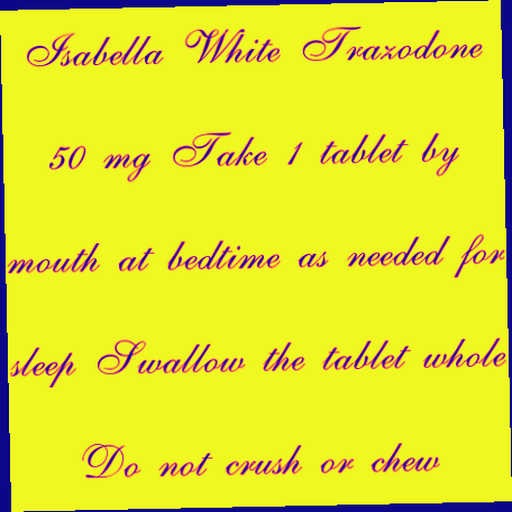 Isabella White Trazodone
50 mg Take 1 tablet by
mouth at bedtime as needed for
sleep Swallow the tablet whole
Do not crush or chew